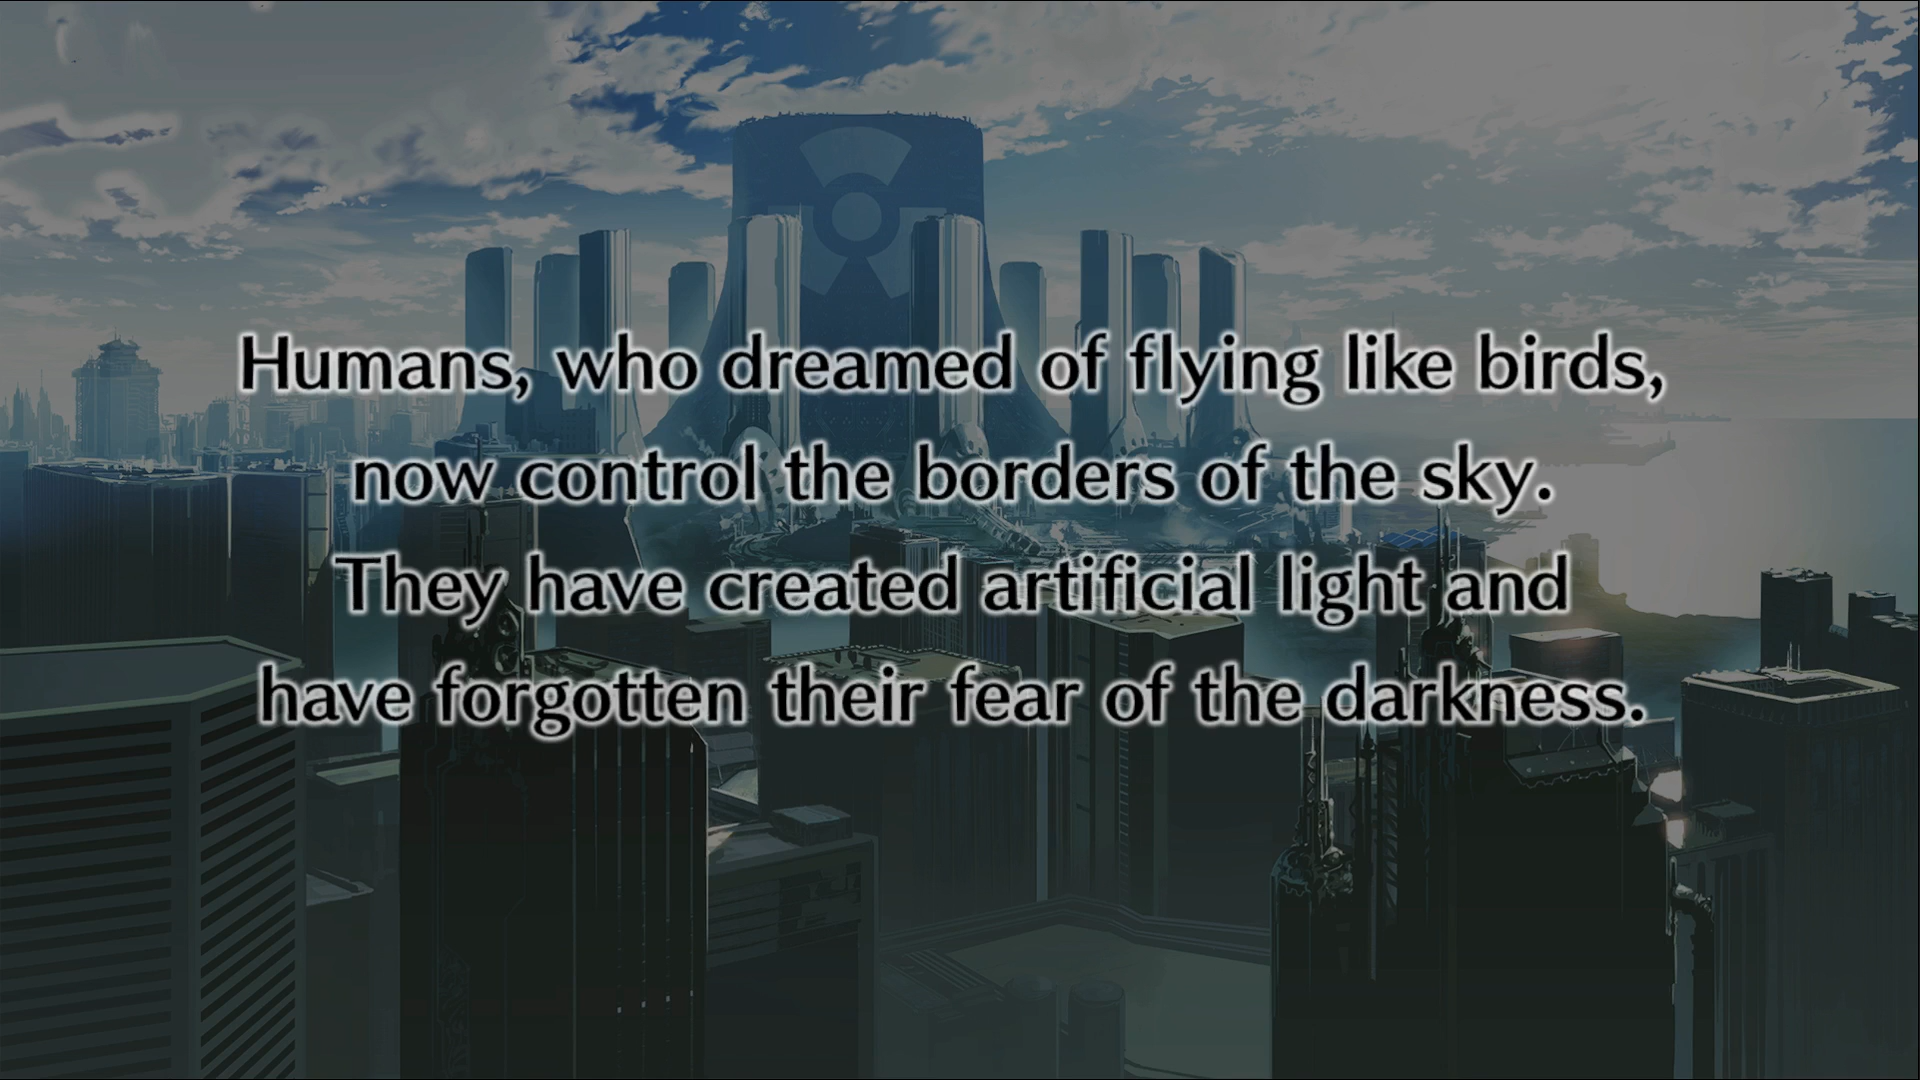 Humans, who dreamed of flying like birds,
now control the borders of the sky.
They have created artificial light and
have forgotten their fear of the darkness.